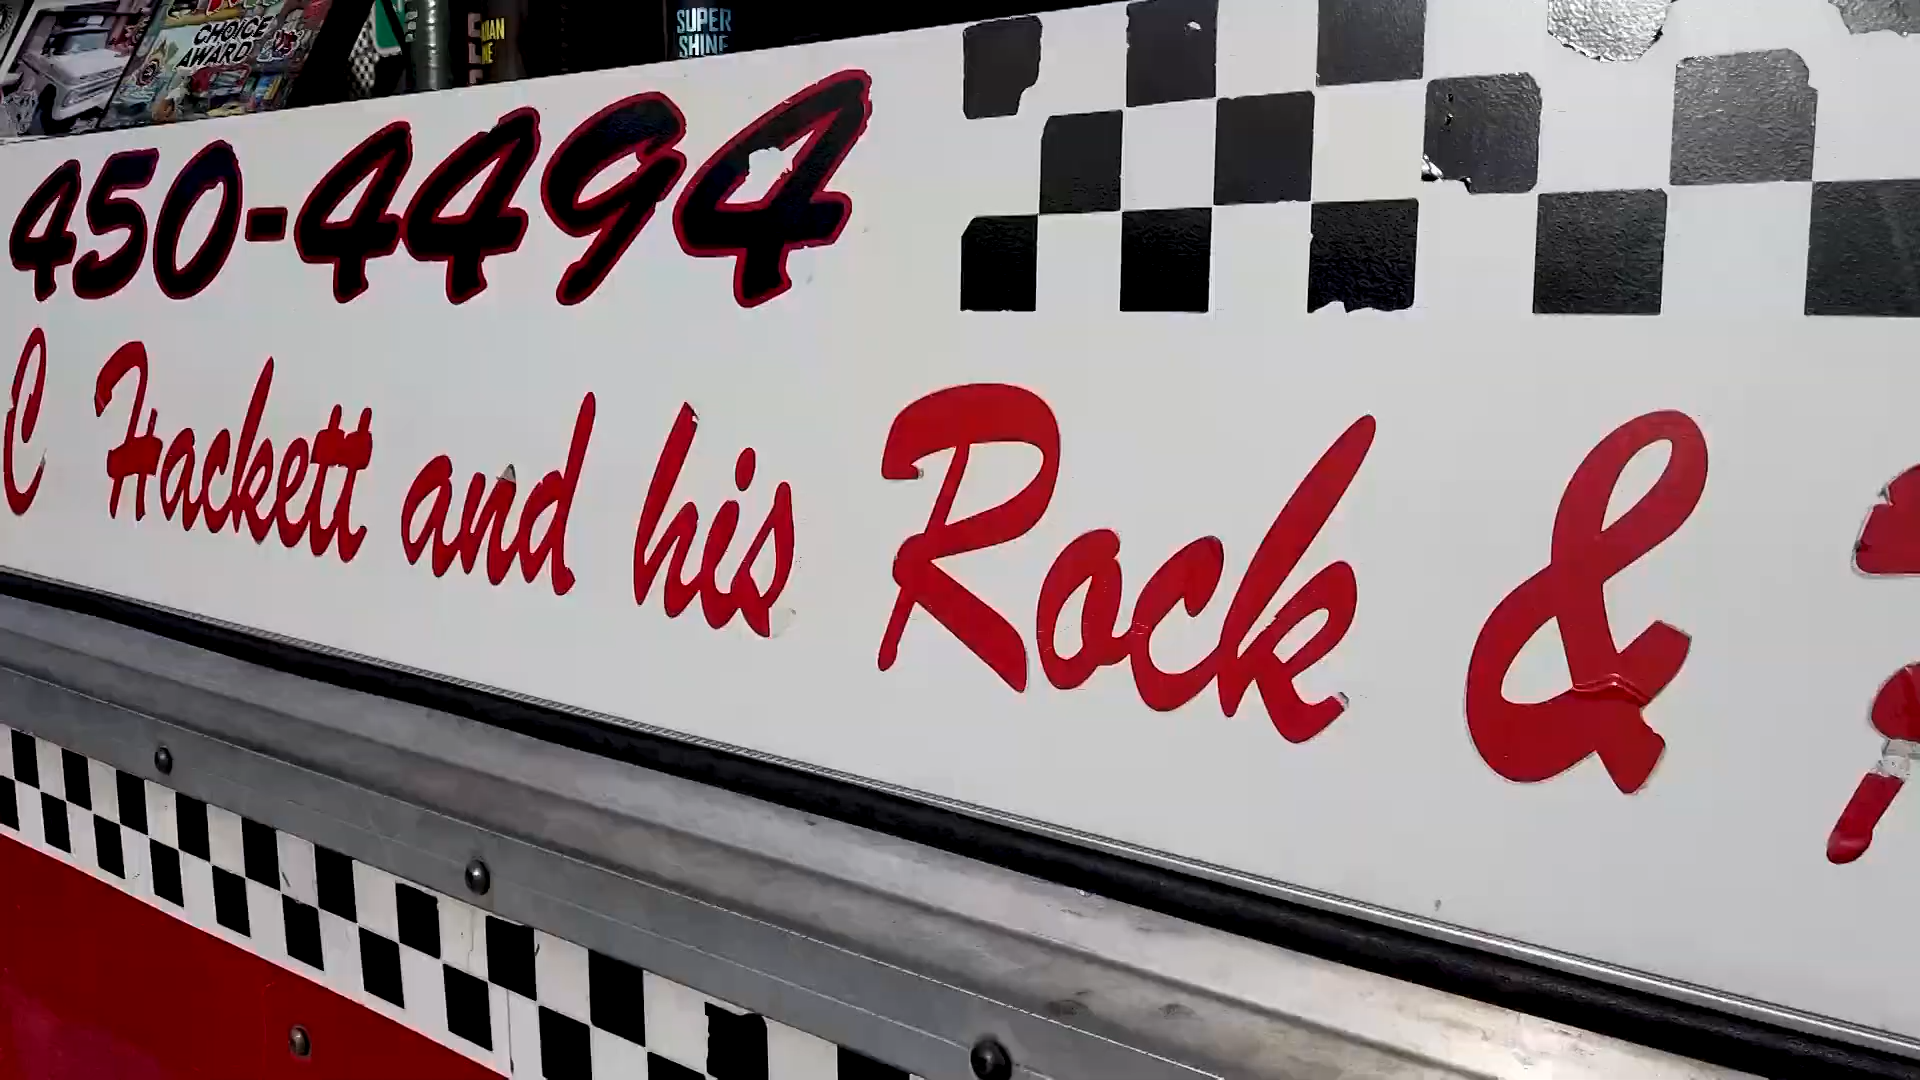 CHOICE
AWARD
SUPER
SHINE
450-4494
C Hackett and his Rock &